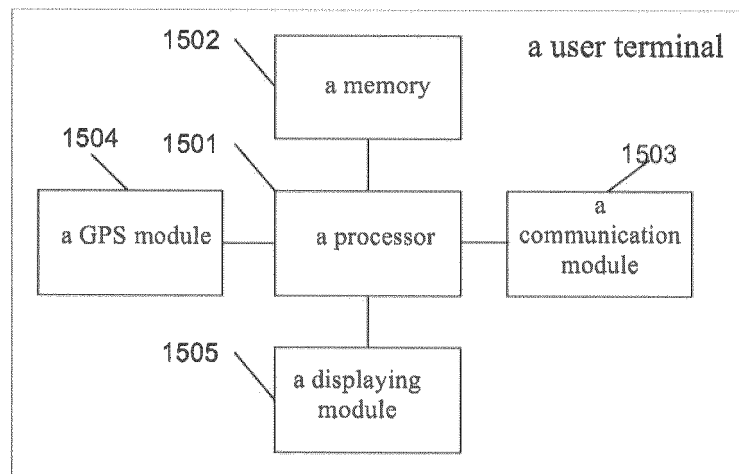 1502
a user terminal
a memory
1504
1501
1503
a GPS module
a processor
a
communication
module
1505
a displaying
module